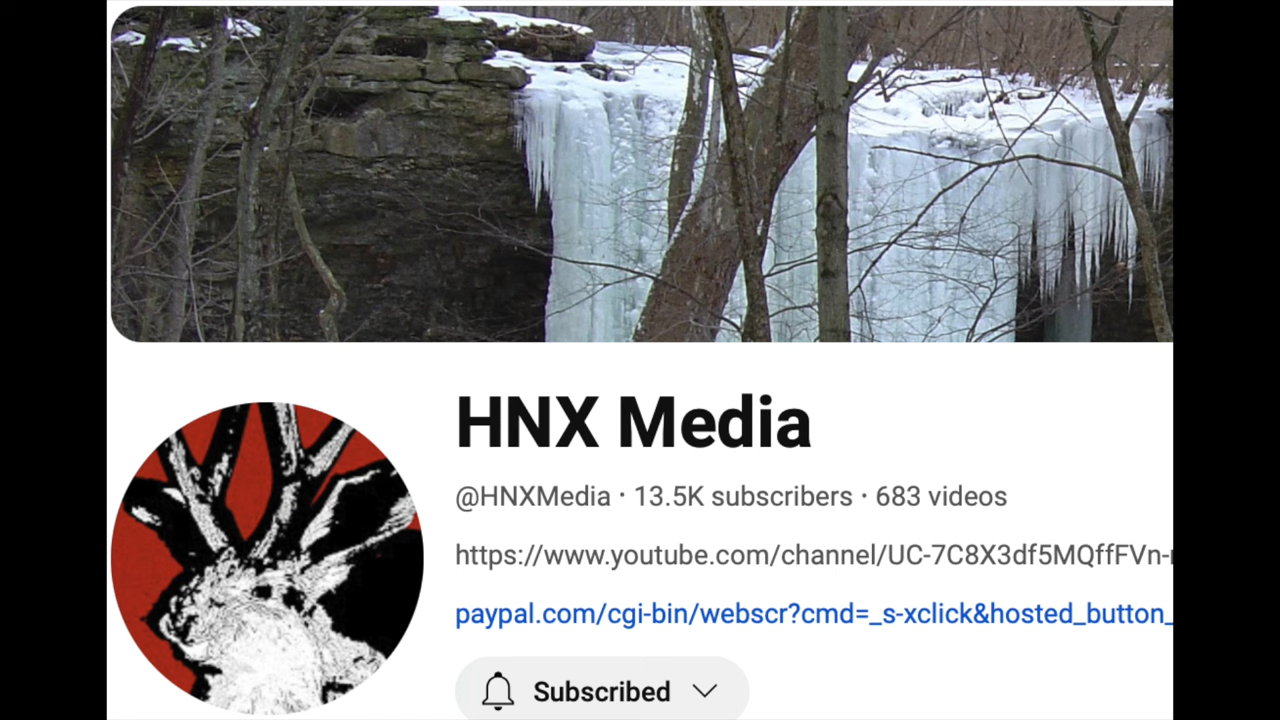 HNX Media
@HNXMedia · 13.5K subscribers · 683 videos
https://www.youtube.com/channel/UC-7C8X3df5MQffFVn-
paypal.com/cgi-bin/webscr?cmd=_s-xclick&hosted_button_
Subscribed